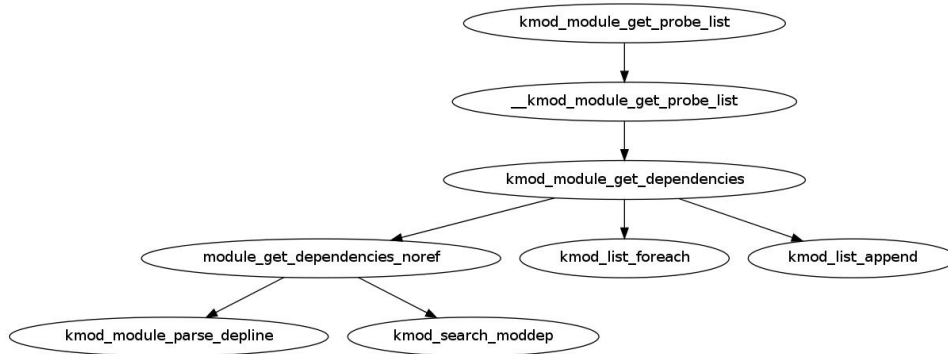 kmod_module_get_probe_list
__kmod_module_get_probe_list
kmod_module_get_dependencies
module_get_dependencies_noref
kmod_list_foreach
kmod_list_append
kmod_module_parse_depline
kmod_search_moddep